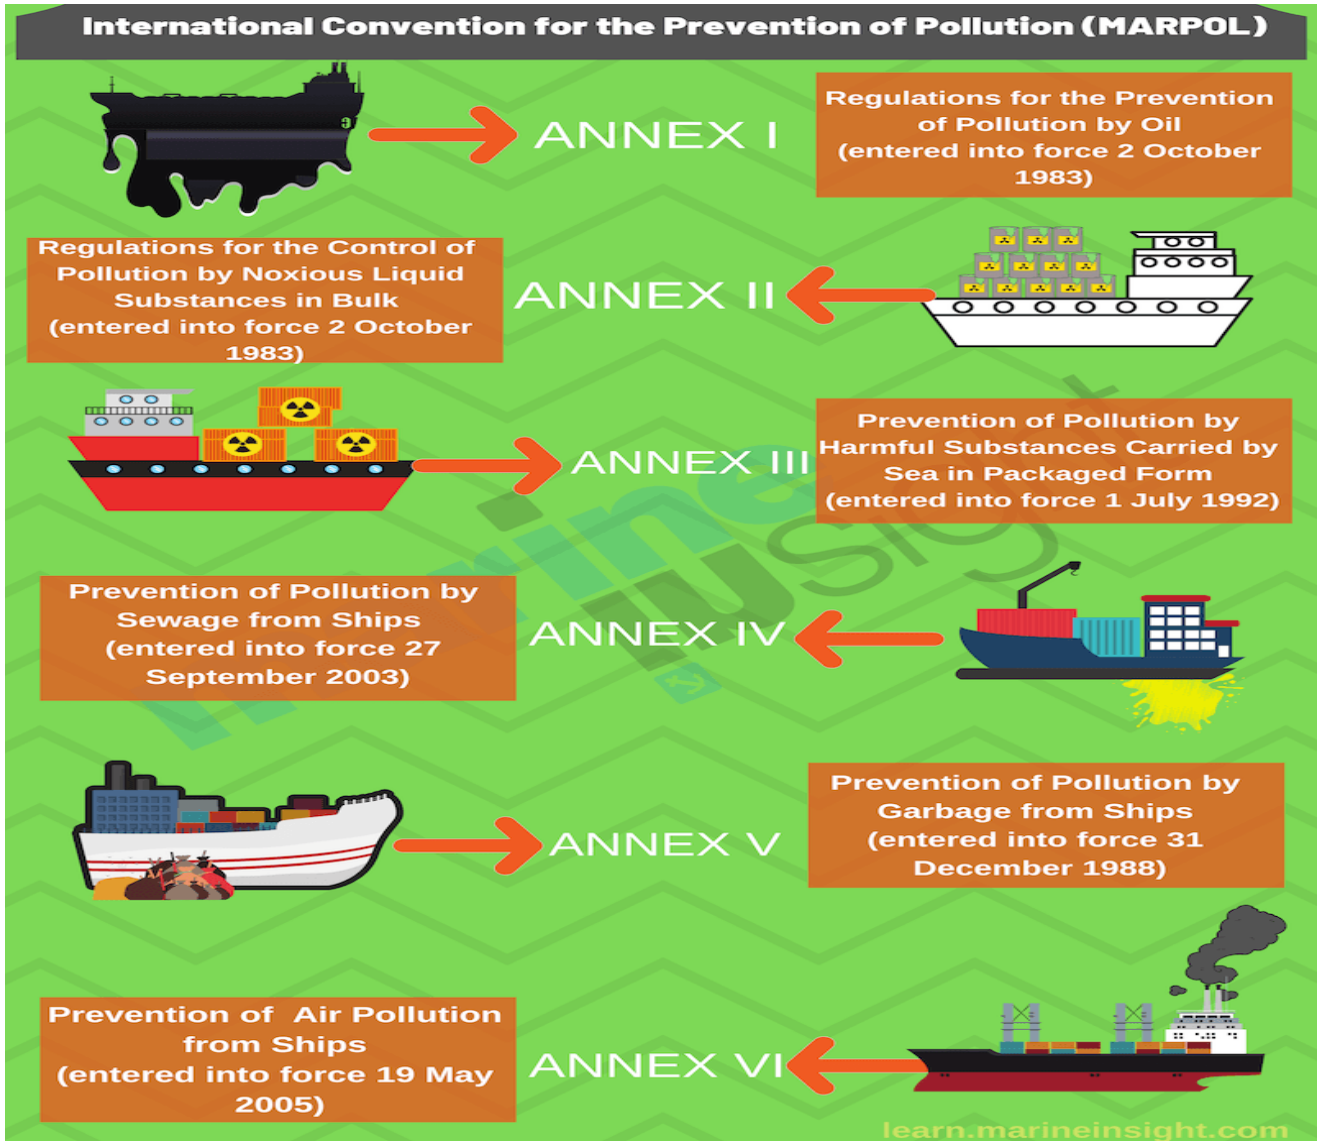 International Convention for the Prevention of Pollution (MARPOL)
ANNEX I
Regulations for the Prevention
of Pollution by Oil
(entered into force 2 October
1983)
Regulations for the Control of
Pollution by Noxious Liquid
Substances in Bulk
(entered into force 2 October
1983)
ANNEX II
ANNEX III
Prevention of Pollution by
Harmful Substances Carried by
Sea in Packaged Form
(entered into force 1 July 1992)
marine
insight
Prevention of Pollution by
Sewage from Ships
(entered into force 27
September 2003)
ANNEX IV
ANNEX V
Prevention of Pollution by
Garbage from Ships
(entered into force 31
December 1988)
Prevention of Air Pollution
from Ships
(entered into force 19 May
2005)
ANNEX VI
learn.marineinsight.com